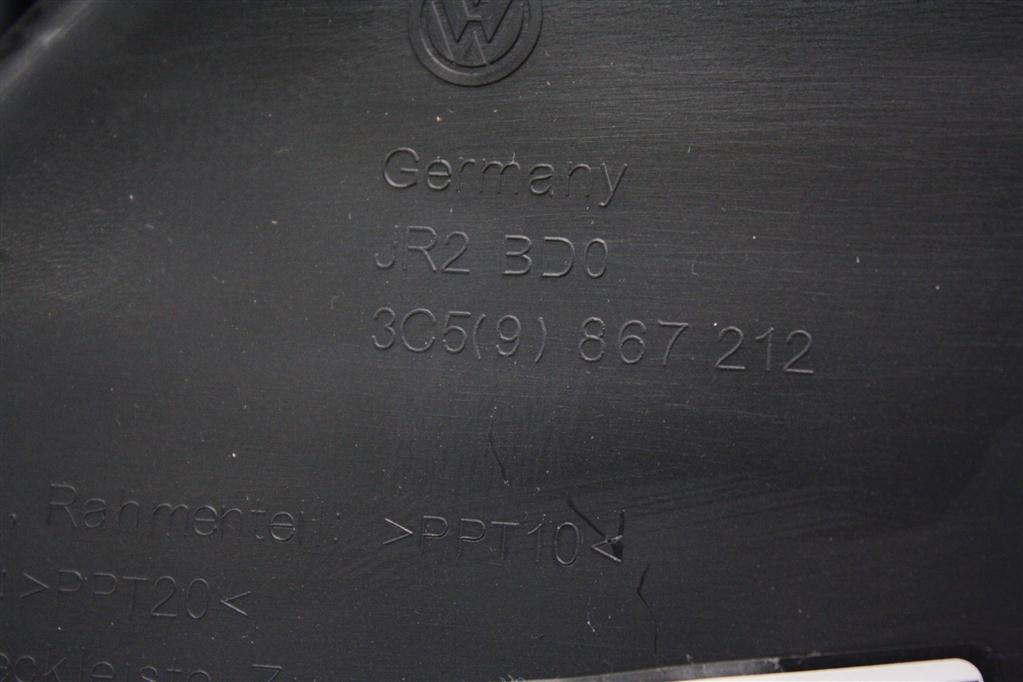 Germany
JR2 BD0
3C5(9) 867 212
Rahmenteil: >PPT10<
>PPT20<